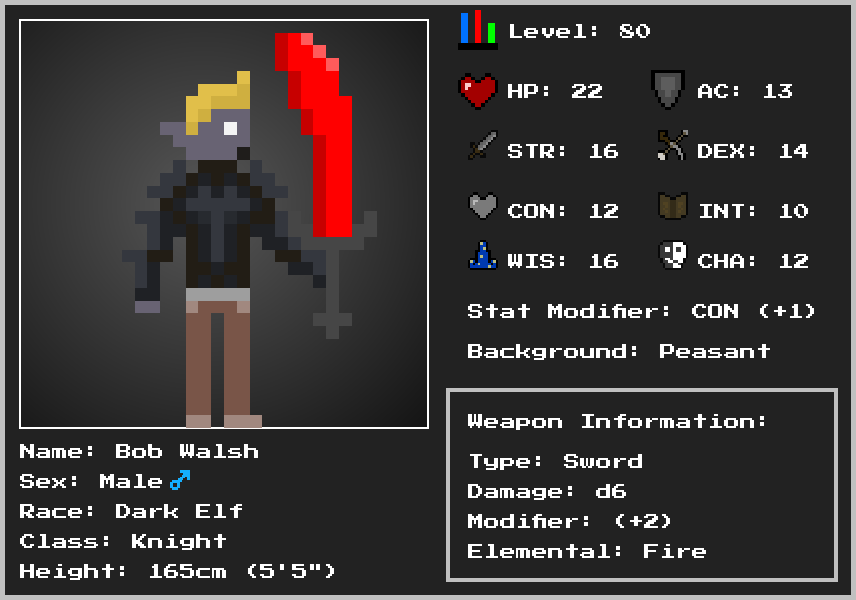 Level: 80
HP: 22 AC: 13
STR: 16 DEX: 14
CON: 12 INT: 10
WIS: 16 CHA: 12
Stat Modifier: CON (+1)
Background: Peasant
Weapon Information:
Type: Sword
Damage: d6
Modifier: (+2)
Elemental: Fire
Name: Bob Walsh
Sex: Male♂
Race: Dark Elf
Class: Knight
Height: 165cm (5'5")